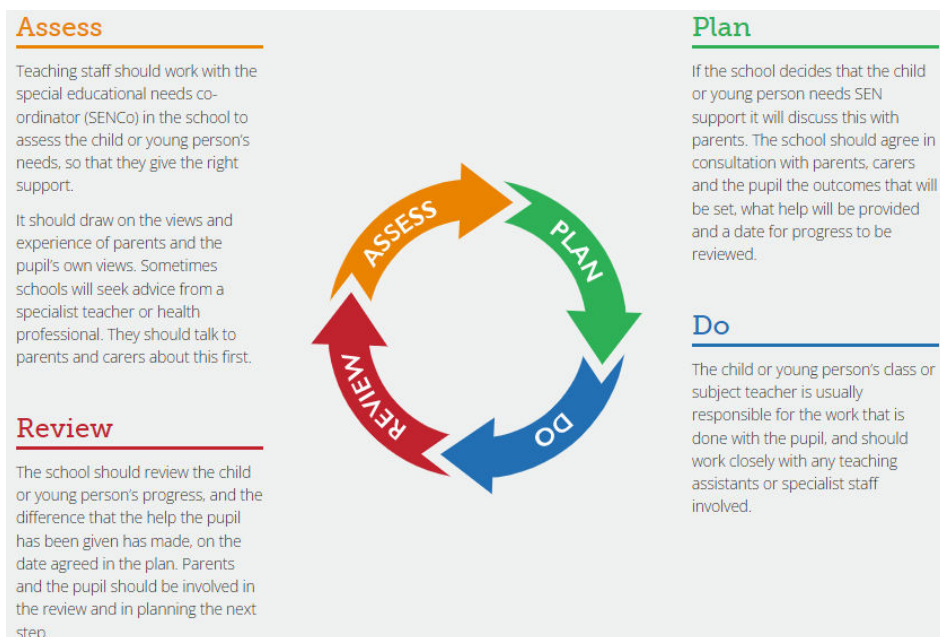 Assess
Teaching staff should work with the
special educational needs co-
ordinator (SENCo) in the school to
assess the child or young person's
needs, so that they give the right
support.
It should draw on the views and
experience of parents and the
pupil's own views. Sometimes
schools will seek advice from a
specialist teacher or health
professional. They should talk to
parents and carers about this first.
Review
The school should review the child
or young person's progress, and the
difference that the help the pupil
has been given has made, on the
date agreed in the plan. Parents
and the pupil should be involved in
the review and in planning the next
step
ASSESS
PLAN
DO
REVIEW
Plan
If the school decides that the child
or young person needs SEN
support it will discuss this with
parents. The school should agree in
consultation with parents, carers
and the pupil the outcomes that will
be set, what help will be provided
and a date for progress to be
reviewed.
Do
The child or young person's class or
subject teacher is usually
responsible for the work that is
done with the pupil, and should
work closely with any teaching
assistants or specialist staff
involved.